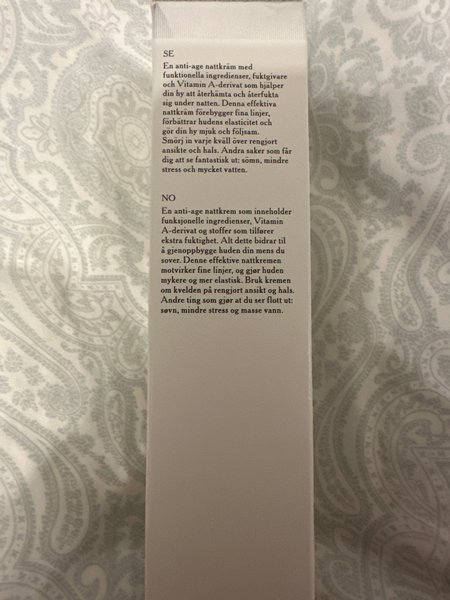 SE
En anti-age nattkräm med
funktionella ingredienser, fuktgivare
och Vitamin A-derivat som hjälper
din hy att återhämta och återfukta
sig under natten. Denna effektiva
nattkräm förebygger fina linjer,
förbättrar hudens elasticitet och
gör din hy mjuk och följsam.
Smörj in varje kväll över rengjort
ansikte och hals. Andra saker som får
dig att se fantastisk ut: sömn, mindre
stress och mycket vatten.
NO
En anti-age nattkrem som inneholder
funksjonelle ingredienser, Vitamin
A-derivat og stoffer som tilfører
ekstra fuktighet. Alt dette bidrar til
å gjenoppbygge huden din mens du
sover. Denne effektive nattkremen
motvirker fine linjer, og gjør huden
mykere og mer elastisk. Bruk kremen
om kvelden på rengjort ansikt og hals.
Andre ting som gjør at du ser flott ut:
søvn, mindre stress og masse vann.